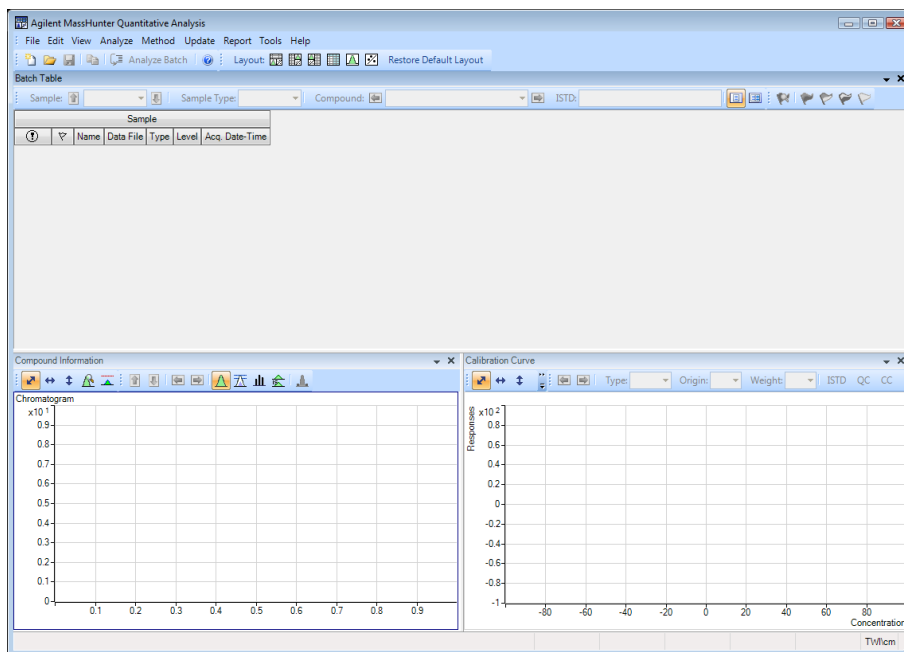 Agilent MassHunter Quantitative Analysis
File Edit View Analyze Method Update Report Tools Help
Analyze Batch Layout: Restore Default Layout
Batch Table
Sample: Sample Type: Compound: ISTD:
Sample
Name Data File Type Level Acq. Date-Time
Compound Information
Chromatogram
x10 1
0.9
0.8
0.7
0.6
0.5
0.4
0.3
0.2
0.1
0
0.1 0.2 0.3 0.4 0.5 0.6 0.7 0.8 0.9
Calibration Curve
Type: Origin: Weight: ISTD QC CC
Responses
x10 2
0.8
0.6
0.4
0.2
0
-0.2
-0.4
-0.6
-0.8
-1
-80 -60 -40 -20 0 20 40 60 80
Concentration